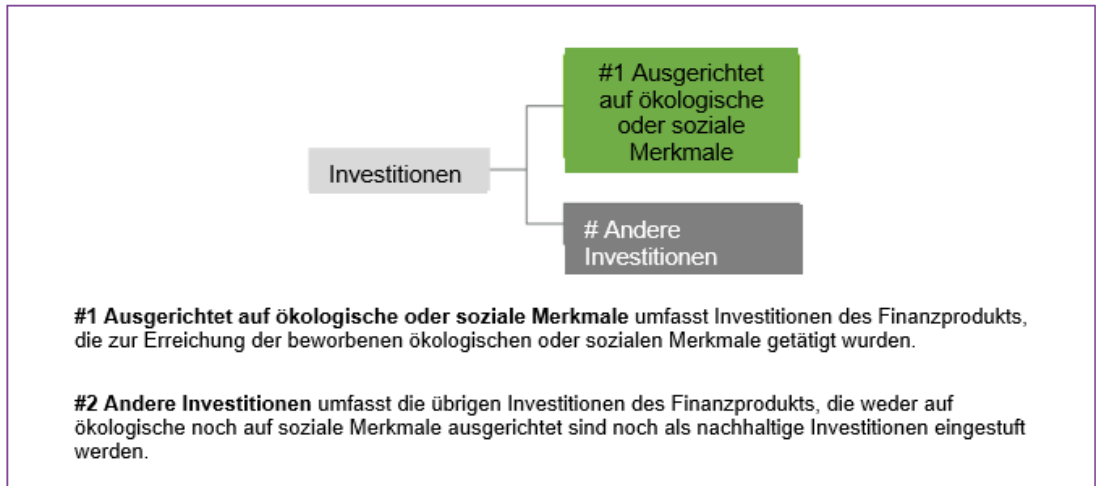 #1 Ausgerichtet
auf ökologische
oder soziale
Merkmale
Investitionen
# Andere
Investitionen
#1 Ausgerichtet auf ökologische oder soziale Merkmale umfasst Investitionen des Finanzprodukts,
die zur Erreichung der beworbenen ökologischen oder sozialen Merkmale getätigt wurden.
#2 Andere Investitionen umfasst die übrigen Investitionen des Finanzprodukts, die weder auf
ökologische noch auf soziale Merkmale ausgerichtet sind noch als nachhaltige Investitionen eingestuft
werden.